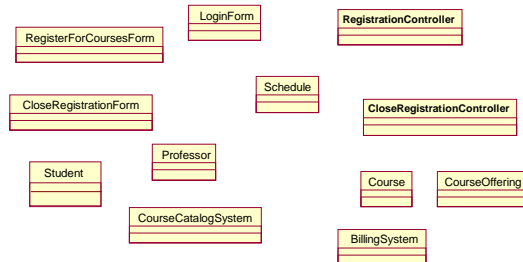 LoginForm
RegistrationController
RegisterForCoursesForm
Schedule
CloseRegistrationForm
CloseRegistrationController
Professor
Student
Course
CourseOffering
CourseCatalogSystem
BillingSystem